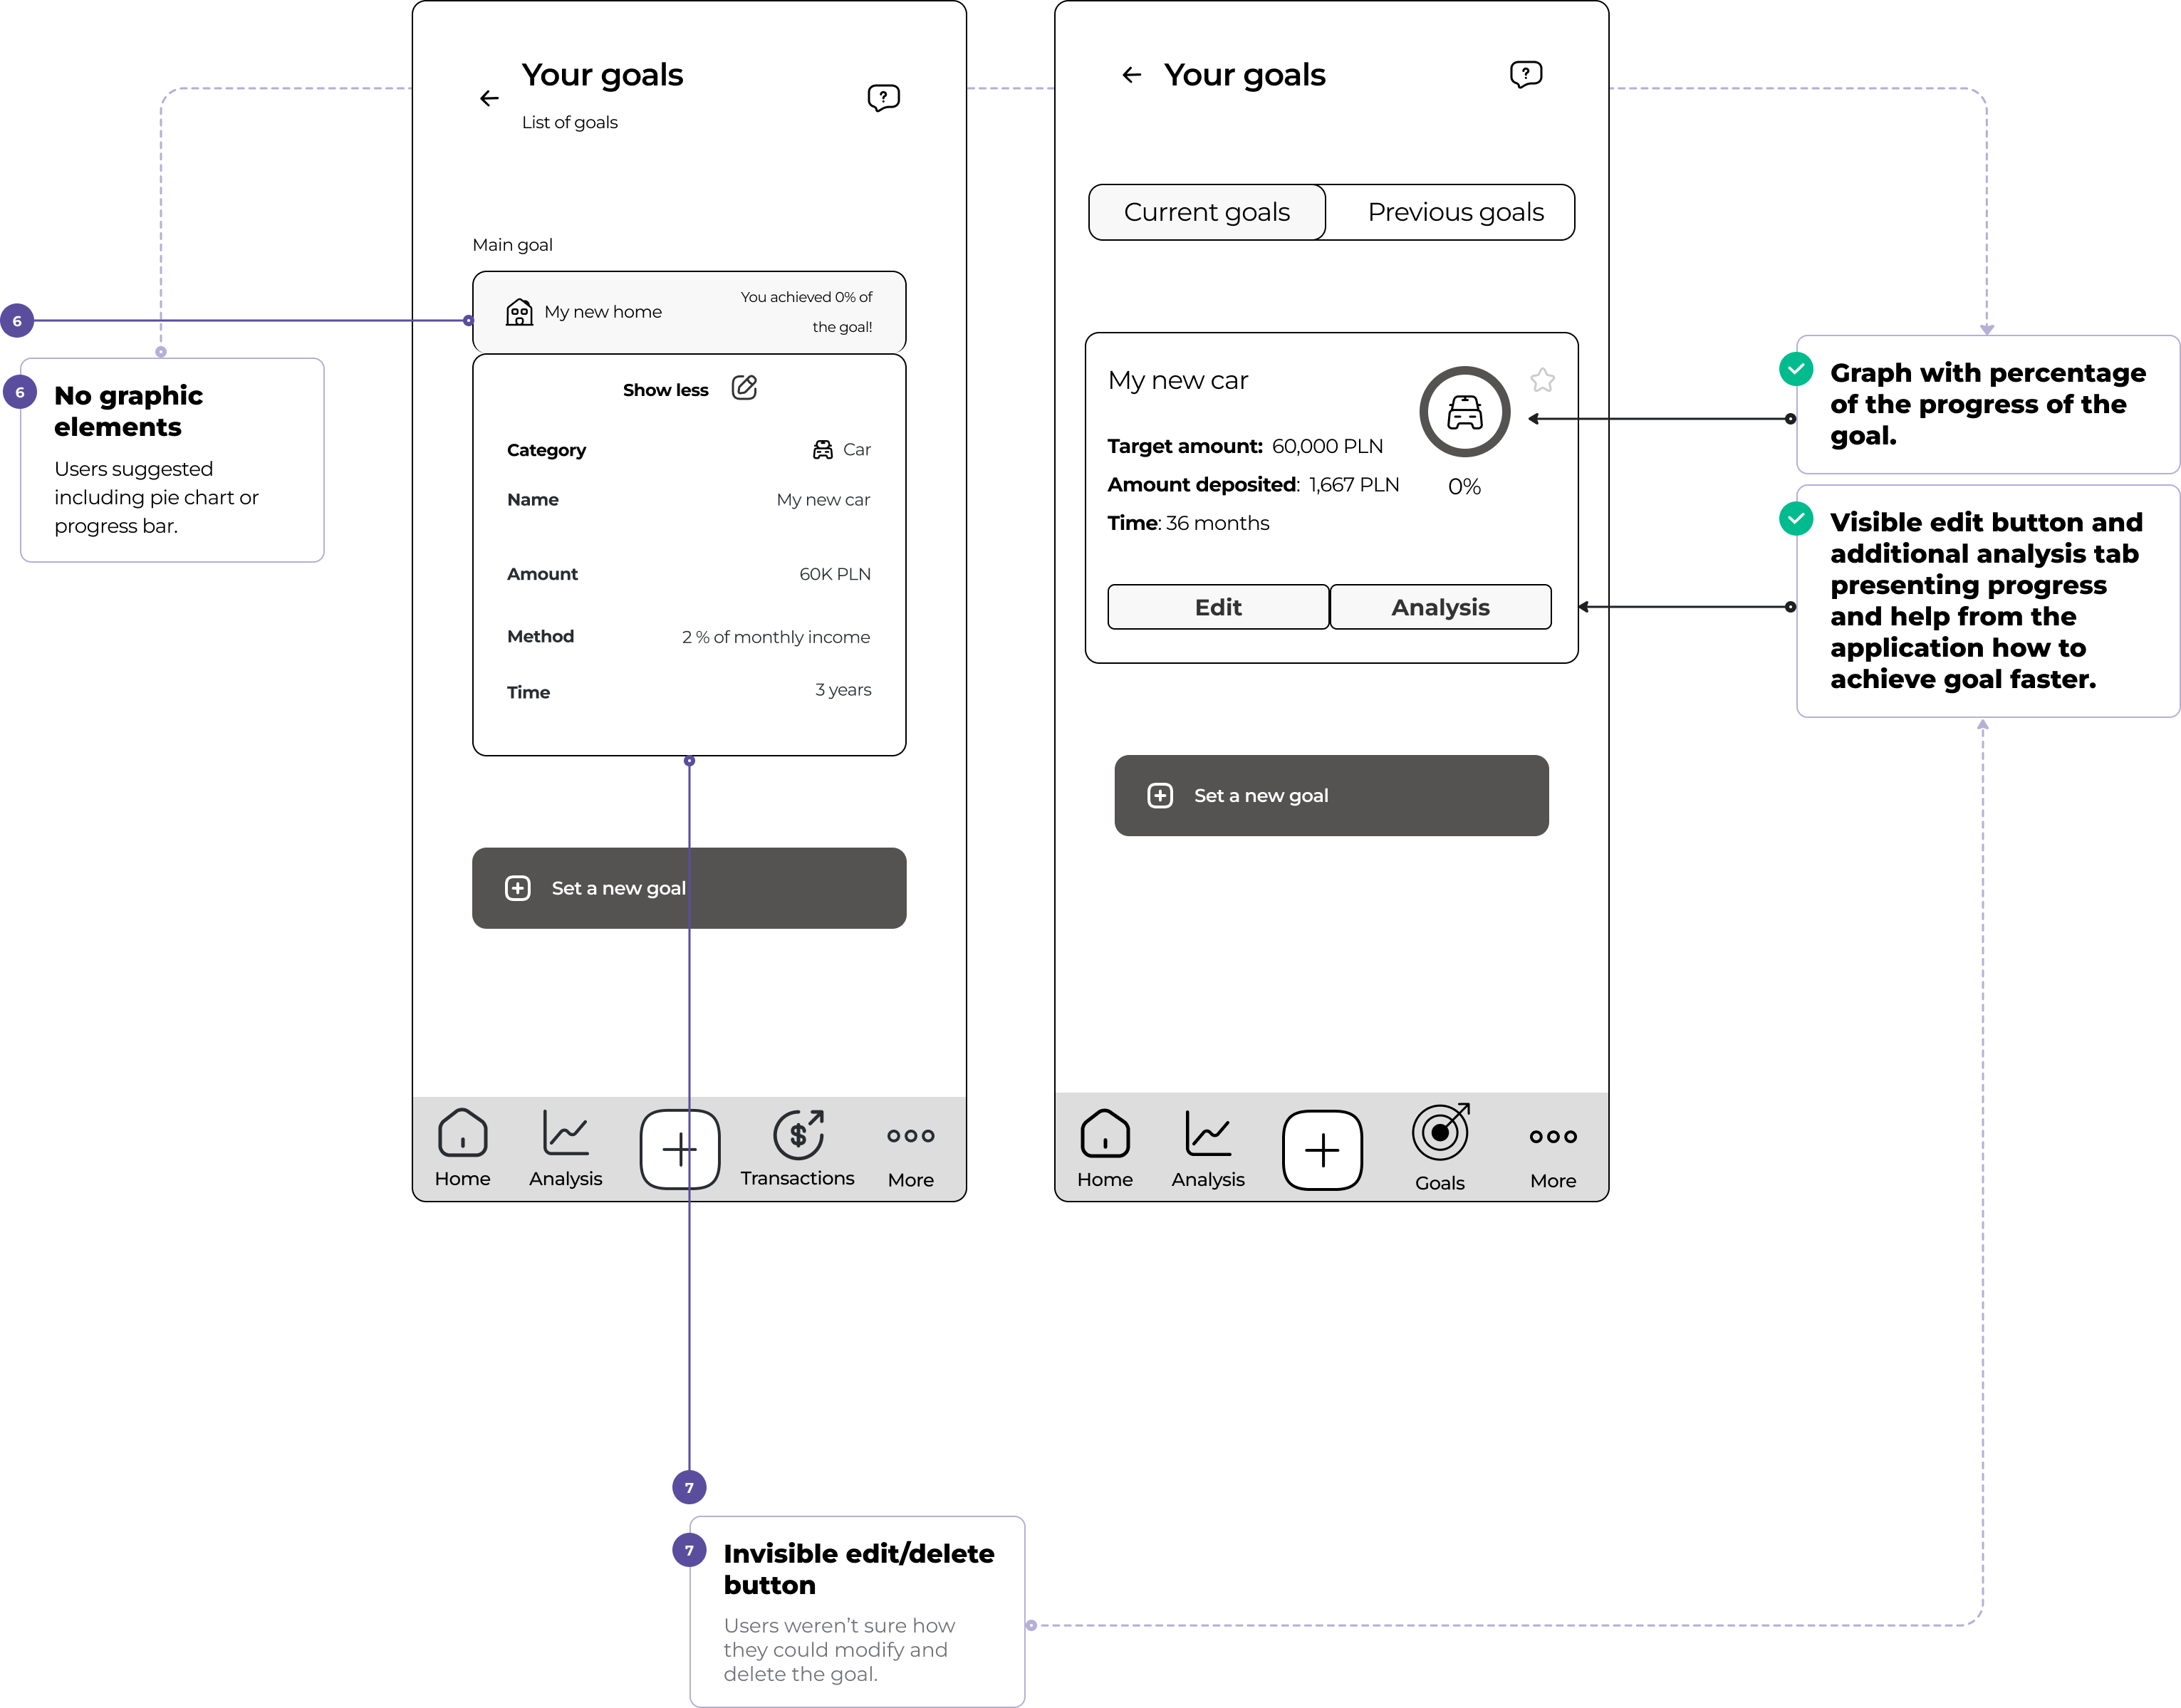 Your goals
List of goals
Main goal
My new home
You achieved 0% of
the goal!
Show less
Category
Car
Name
My new car
Amount
60K PLN
Method
2 % of monthly income
Time
3 years
Set a new goal
Home
Analysis
Transactions
More
6
6
No graphic
elements
Users suggested
including pie chart or
progress bar.
Your goals
?
?
Current goals
Previous goals
My new car
Target amount: 60,000 PLN
Amount deposited: 1,667 PLN
Time: 36 months
0%
Edit
Analysis
Set a new goal
Home
Analysis
Goals
More
Graph with percentage
of the progress of the
goal.
Visible edit button and
additional analysis tab
presenting progress
and help from the
application how to
achieve goal faster.
7
7
Invisible edit/delete
button
Users weren’t sure how
they could modify and
delete the goal.